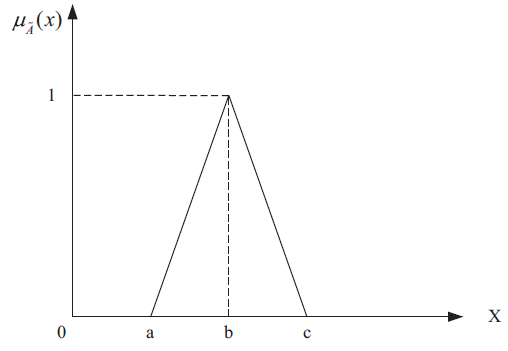 μ_Ã(x)
1
X
0 a b c